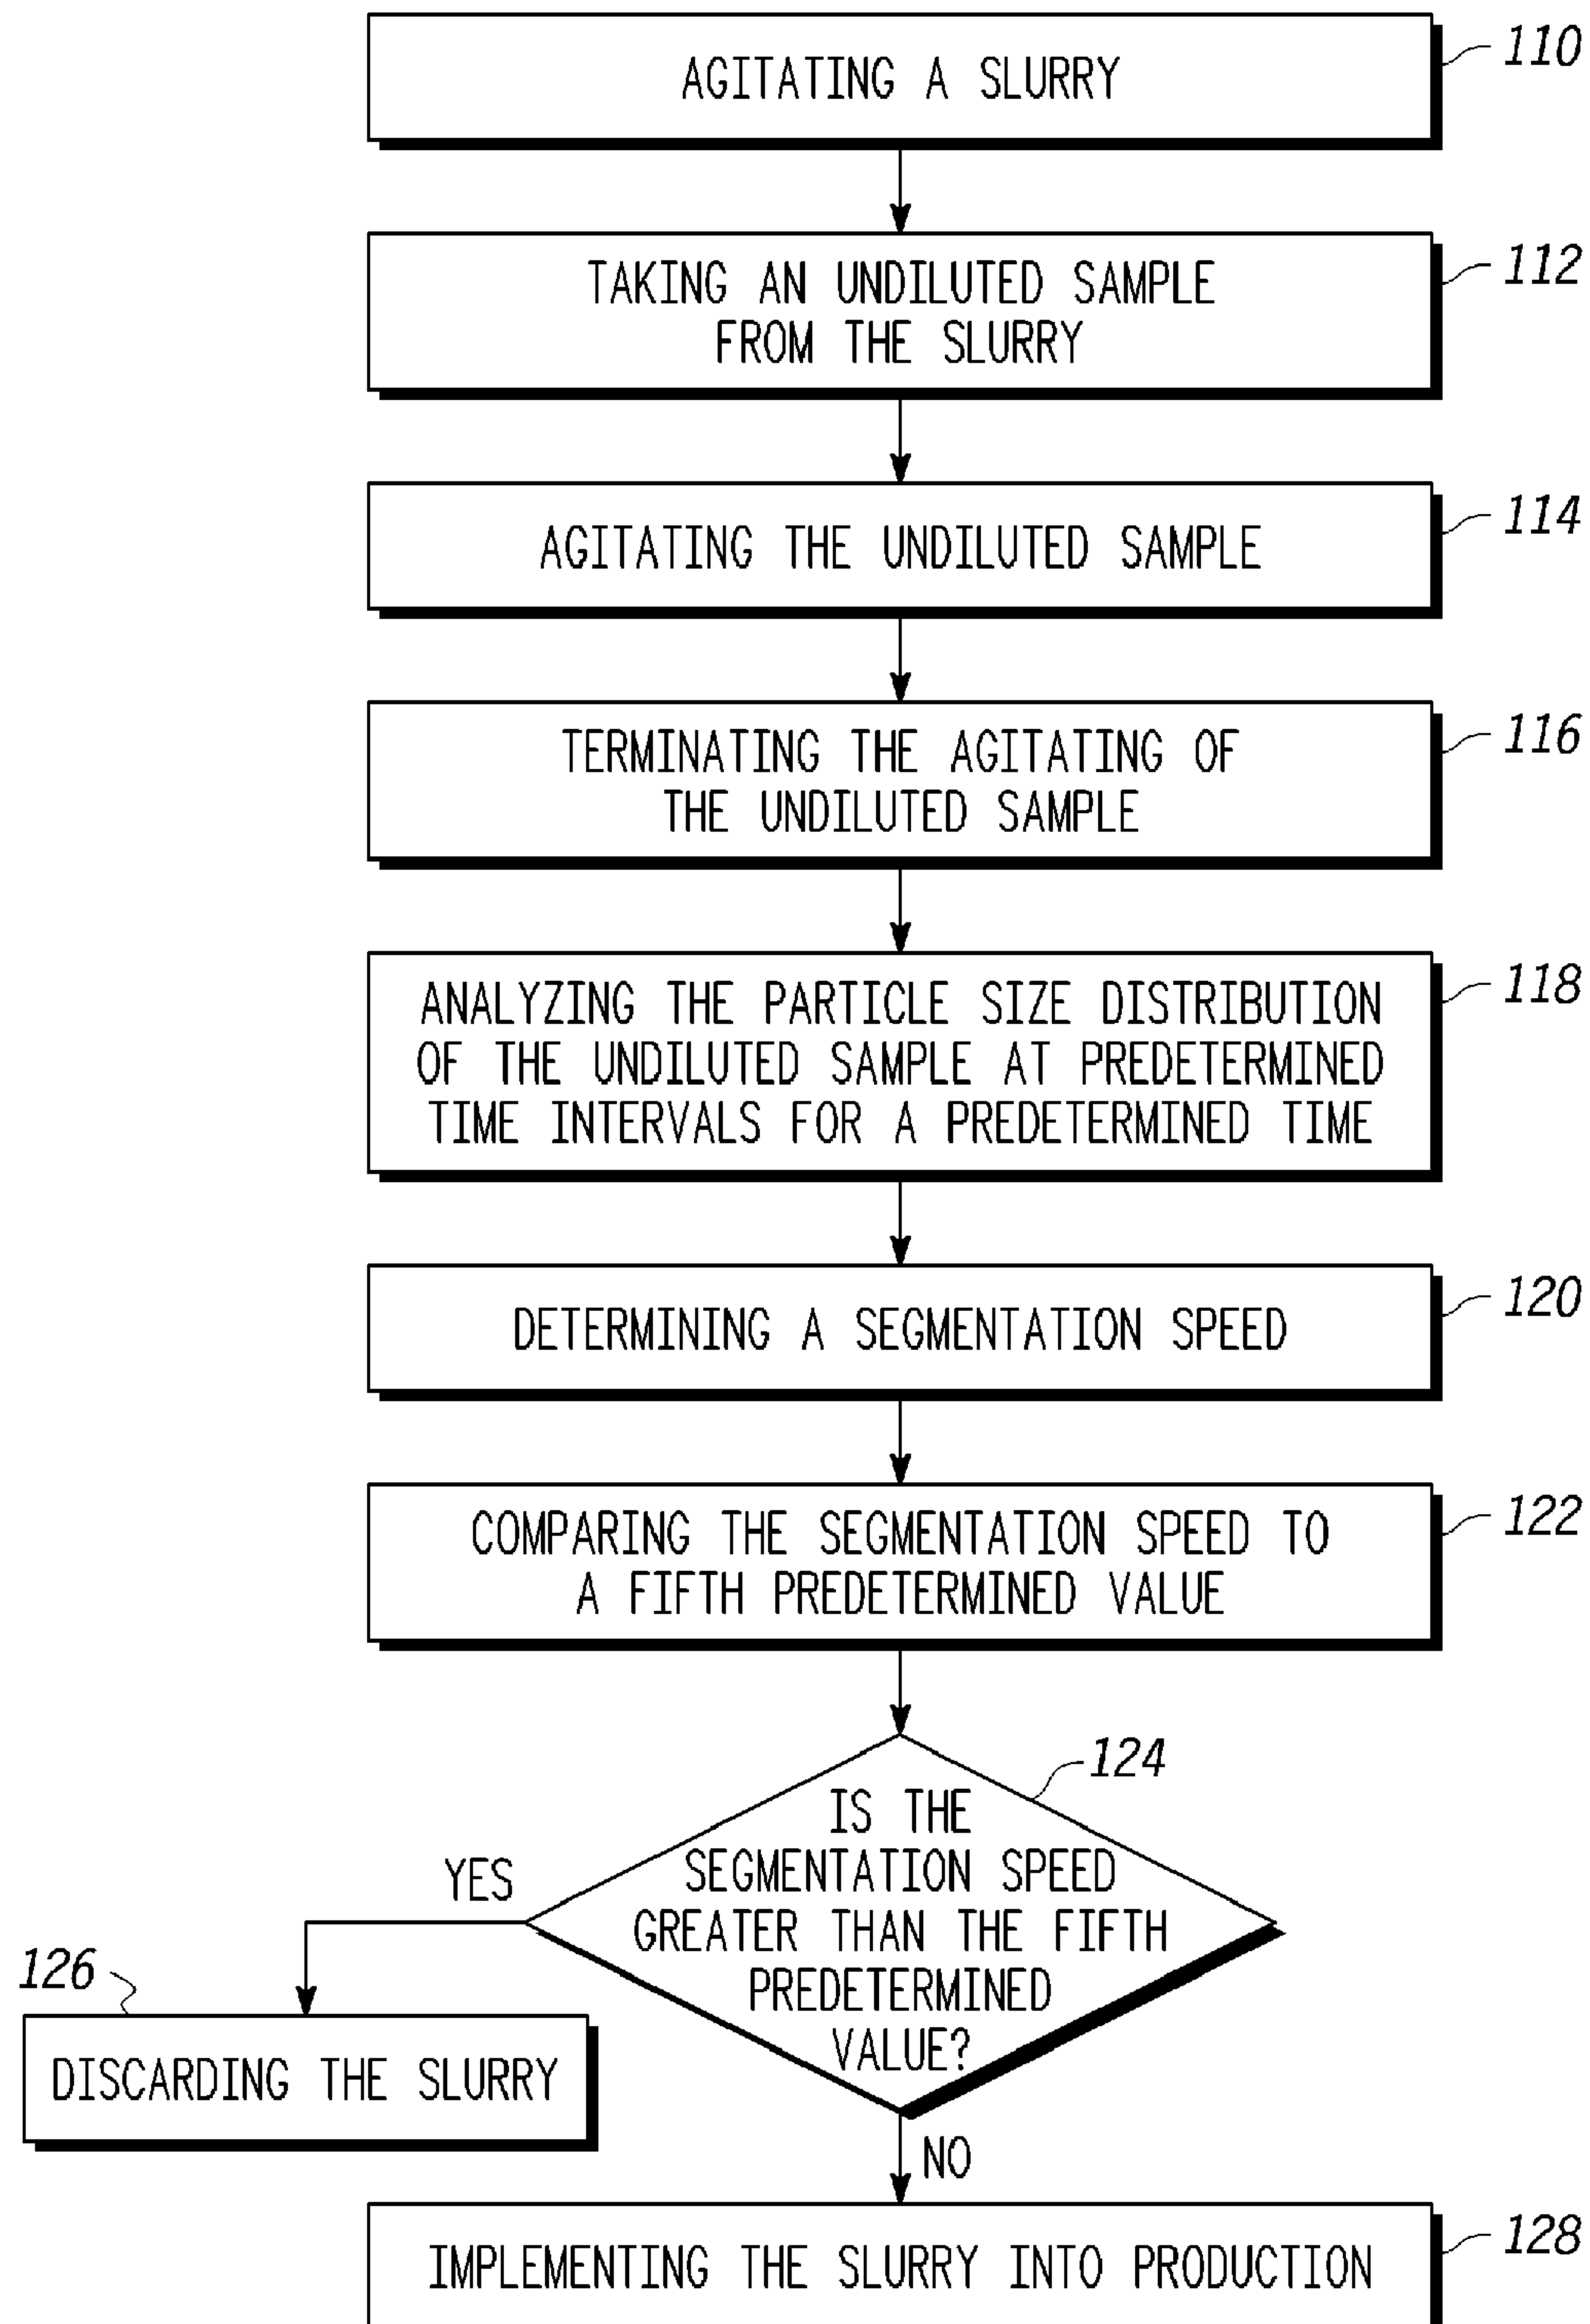 AGITATING A SLURRY
110
TAKING AN UNDILUTED SAMPLE
FROM THE SLURRY
112
AGITATING THE UNDILUTED SAMPLE
114
TERMINATING THE AGITATING OF
THE UNDILUTED SAMPLE
116
ANALYZING THE PARTICLE SIZE DISTRIBUTION
OF THE UNDILUTED SAMPLE AT PREDETERMINED
TIME INTERVALS FOR A PREDETERMINED TIME
118
DETERMINING A SEGMENTATION SPEED
120
COMPARING THE SEGMENTATION SPEED TO
A FIFTH PREDETERMINED VALUE
122
124
IS THE
SEGMENTATION SPEED
GREATER THAN THE FIFTH
PREDETERMINED
VALUE?
YES
126
DISCARDING THE SLURRY
NO
IMPLEMENTING THE SLURRY INTO PRODUCTION
128